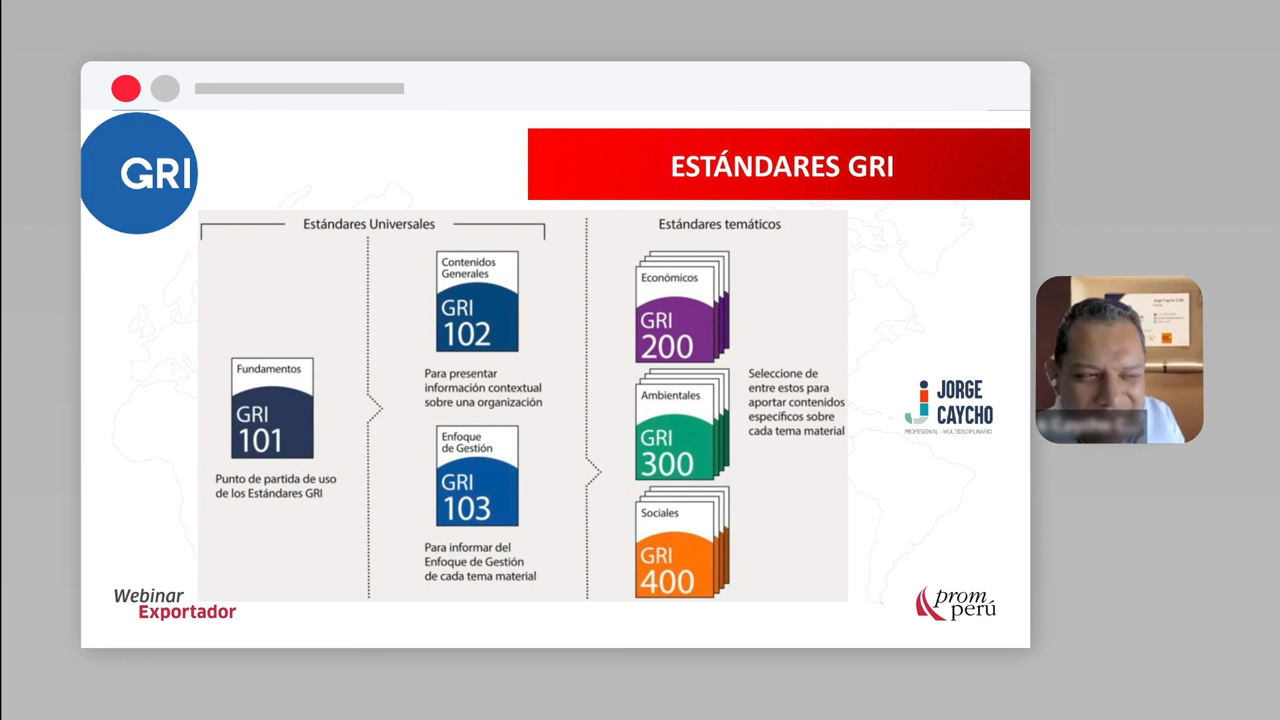 GRI
ESTÁNDARES GRI
Estándares Universales
Estándares temáticos
Fundamentos
GRI
101
Punto de partida de uso
de los Estándares GRI
Contenidos
Generales
GRI
102
Para presentar
información contextual
sobre una organización
Enfoque
de Gestión
GRI
103
Para informar del
Enfoque de Gestión
de cada tema material
Económicos
GRI
200
Ambientales
GRI
300
Sociales
GRI
400
Seleccione de
entre estos para
aportar contenidos
específicos sobre
cada tema material
JORGE
CAYCHO
PROFESIONAL - MULTIDISCIPLINARIO
Webinar
Exportador
prom
perú